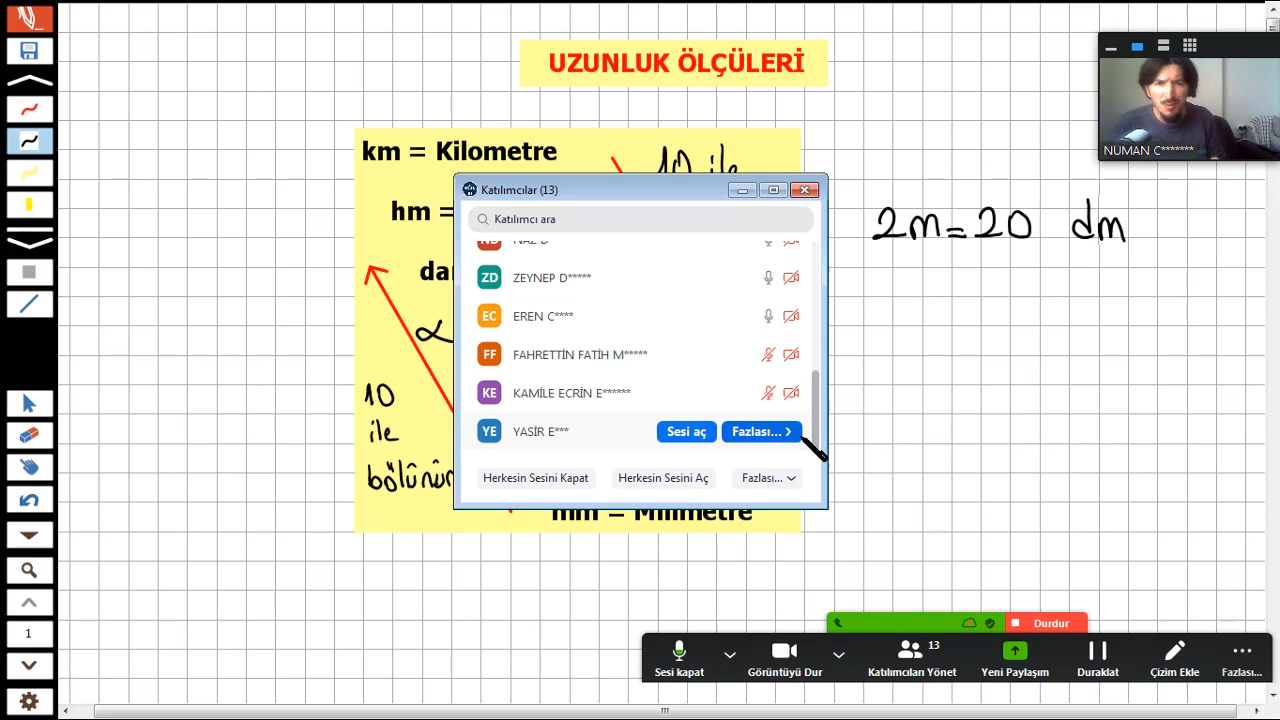 UZUNLUK ÖLÇÜLERİ
NUMAN C*******
km = Kilometre
10 ile
hm =
2m = 20 dm
10
ile
Katılımcılar (13)
Katılımcı ara
NAZ D
ZD ZEYNEP D*****
EC EREN C****
FF FAHRETTİN FATİH M*****
KE KAMİLE ECRİN E******
YE YASİR E***
Sesi aç
Fazlası...
Herkesin Sesini Kapat
Herkesin Sesini Aç
Fazlası...
mm = Milimetre
1
Durdur
13
Sesi kapat
Görüntüyü Dur
Katılımcıları Yönet
Yeni Paylaşım
Duraklat
Çizim Ekle
Fazlası...